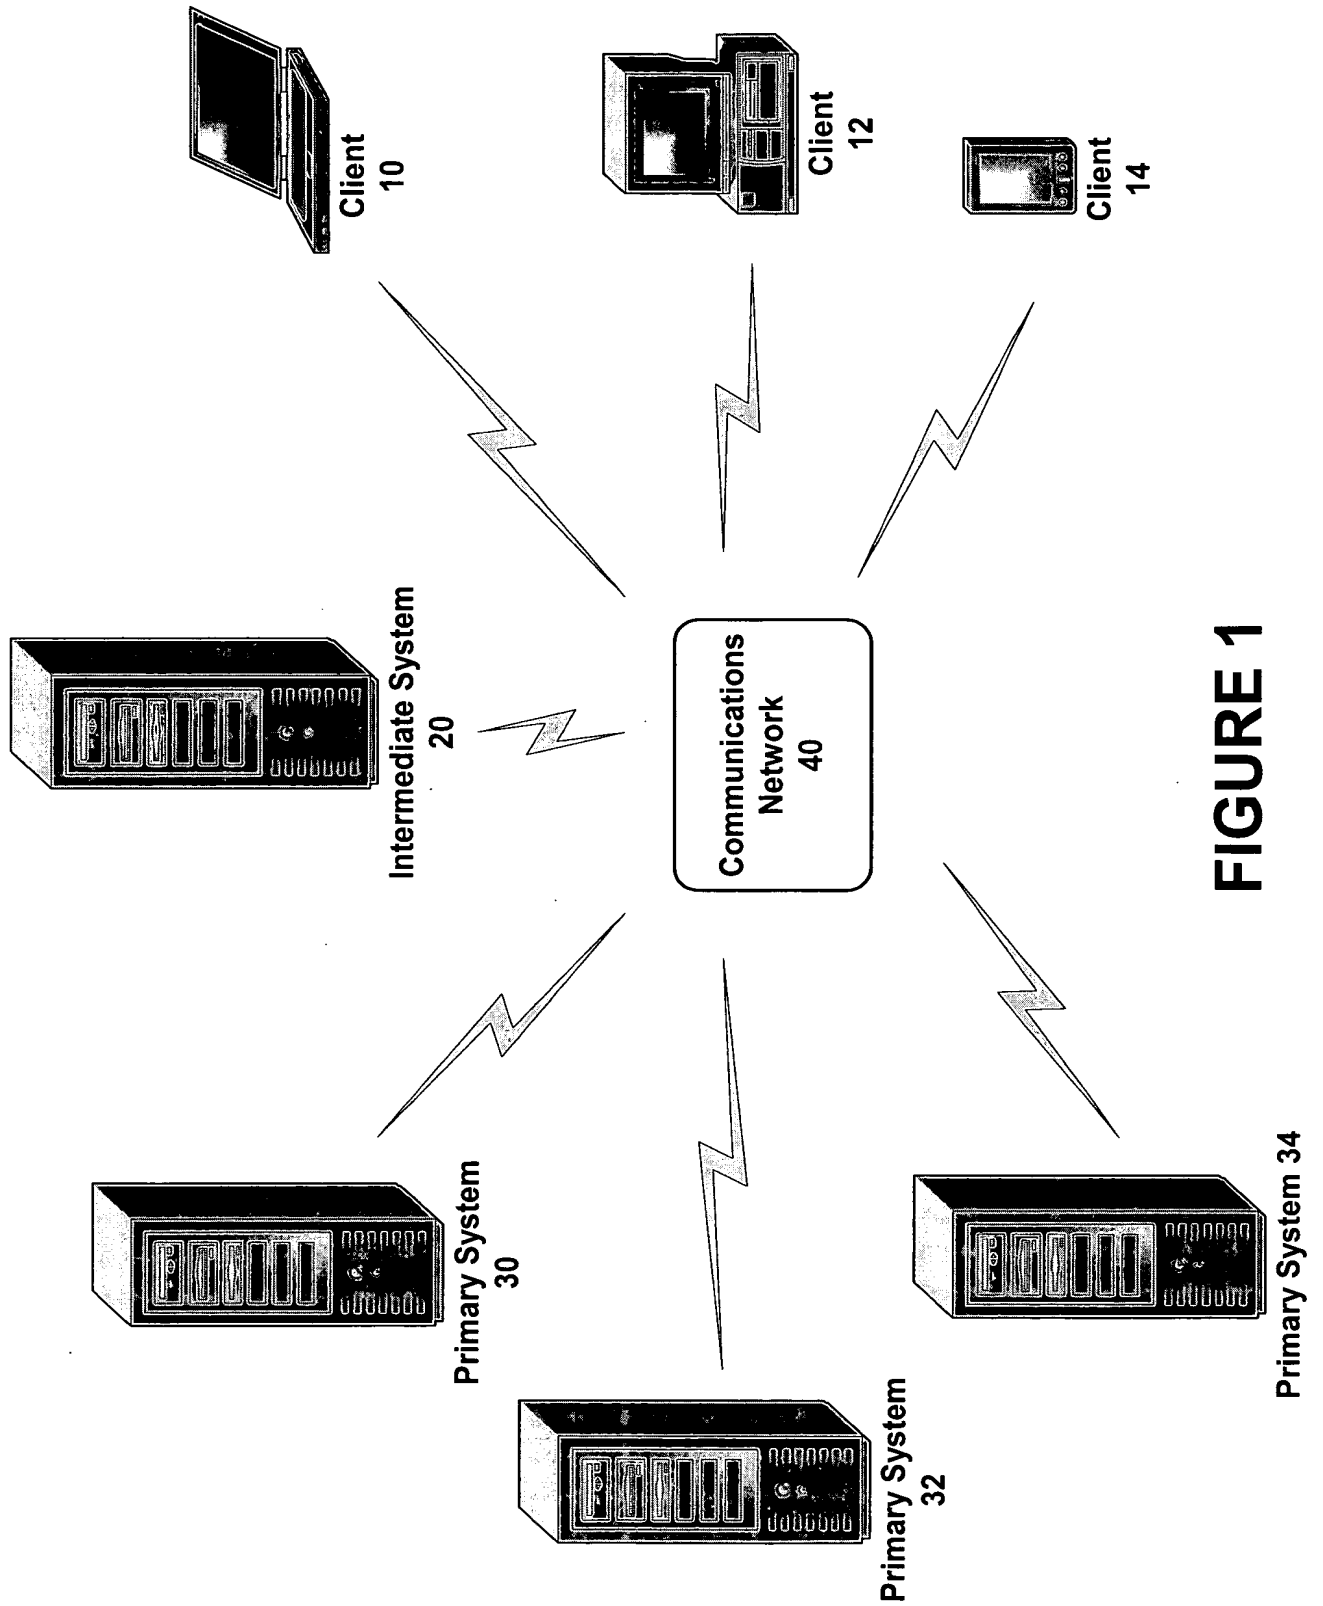 Intermediate System
20
Primary System
30
Client
10
Communications
Network
40
Primary System
32
Client
12
Client
14
Primary System 34
FIGURE 1